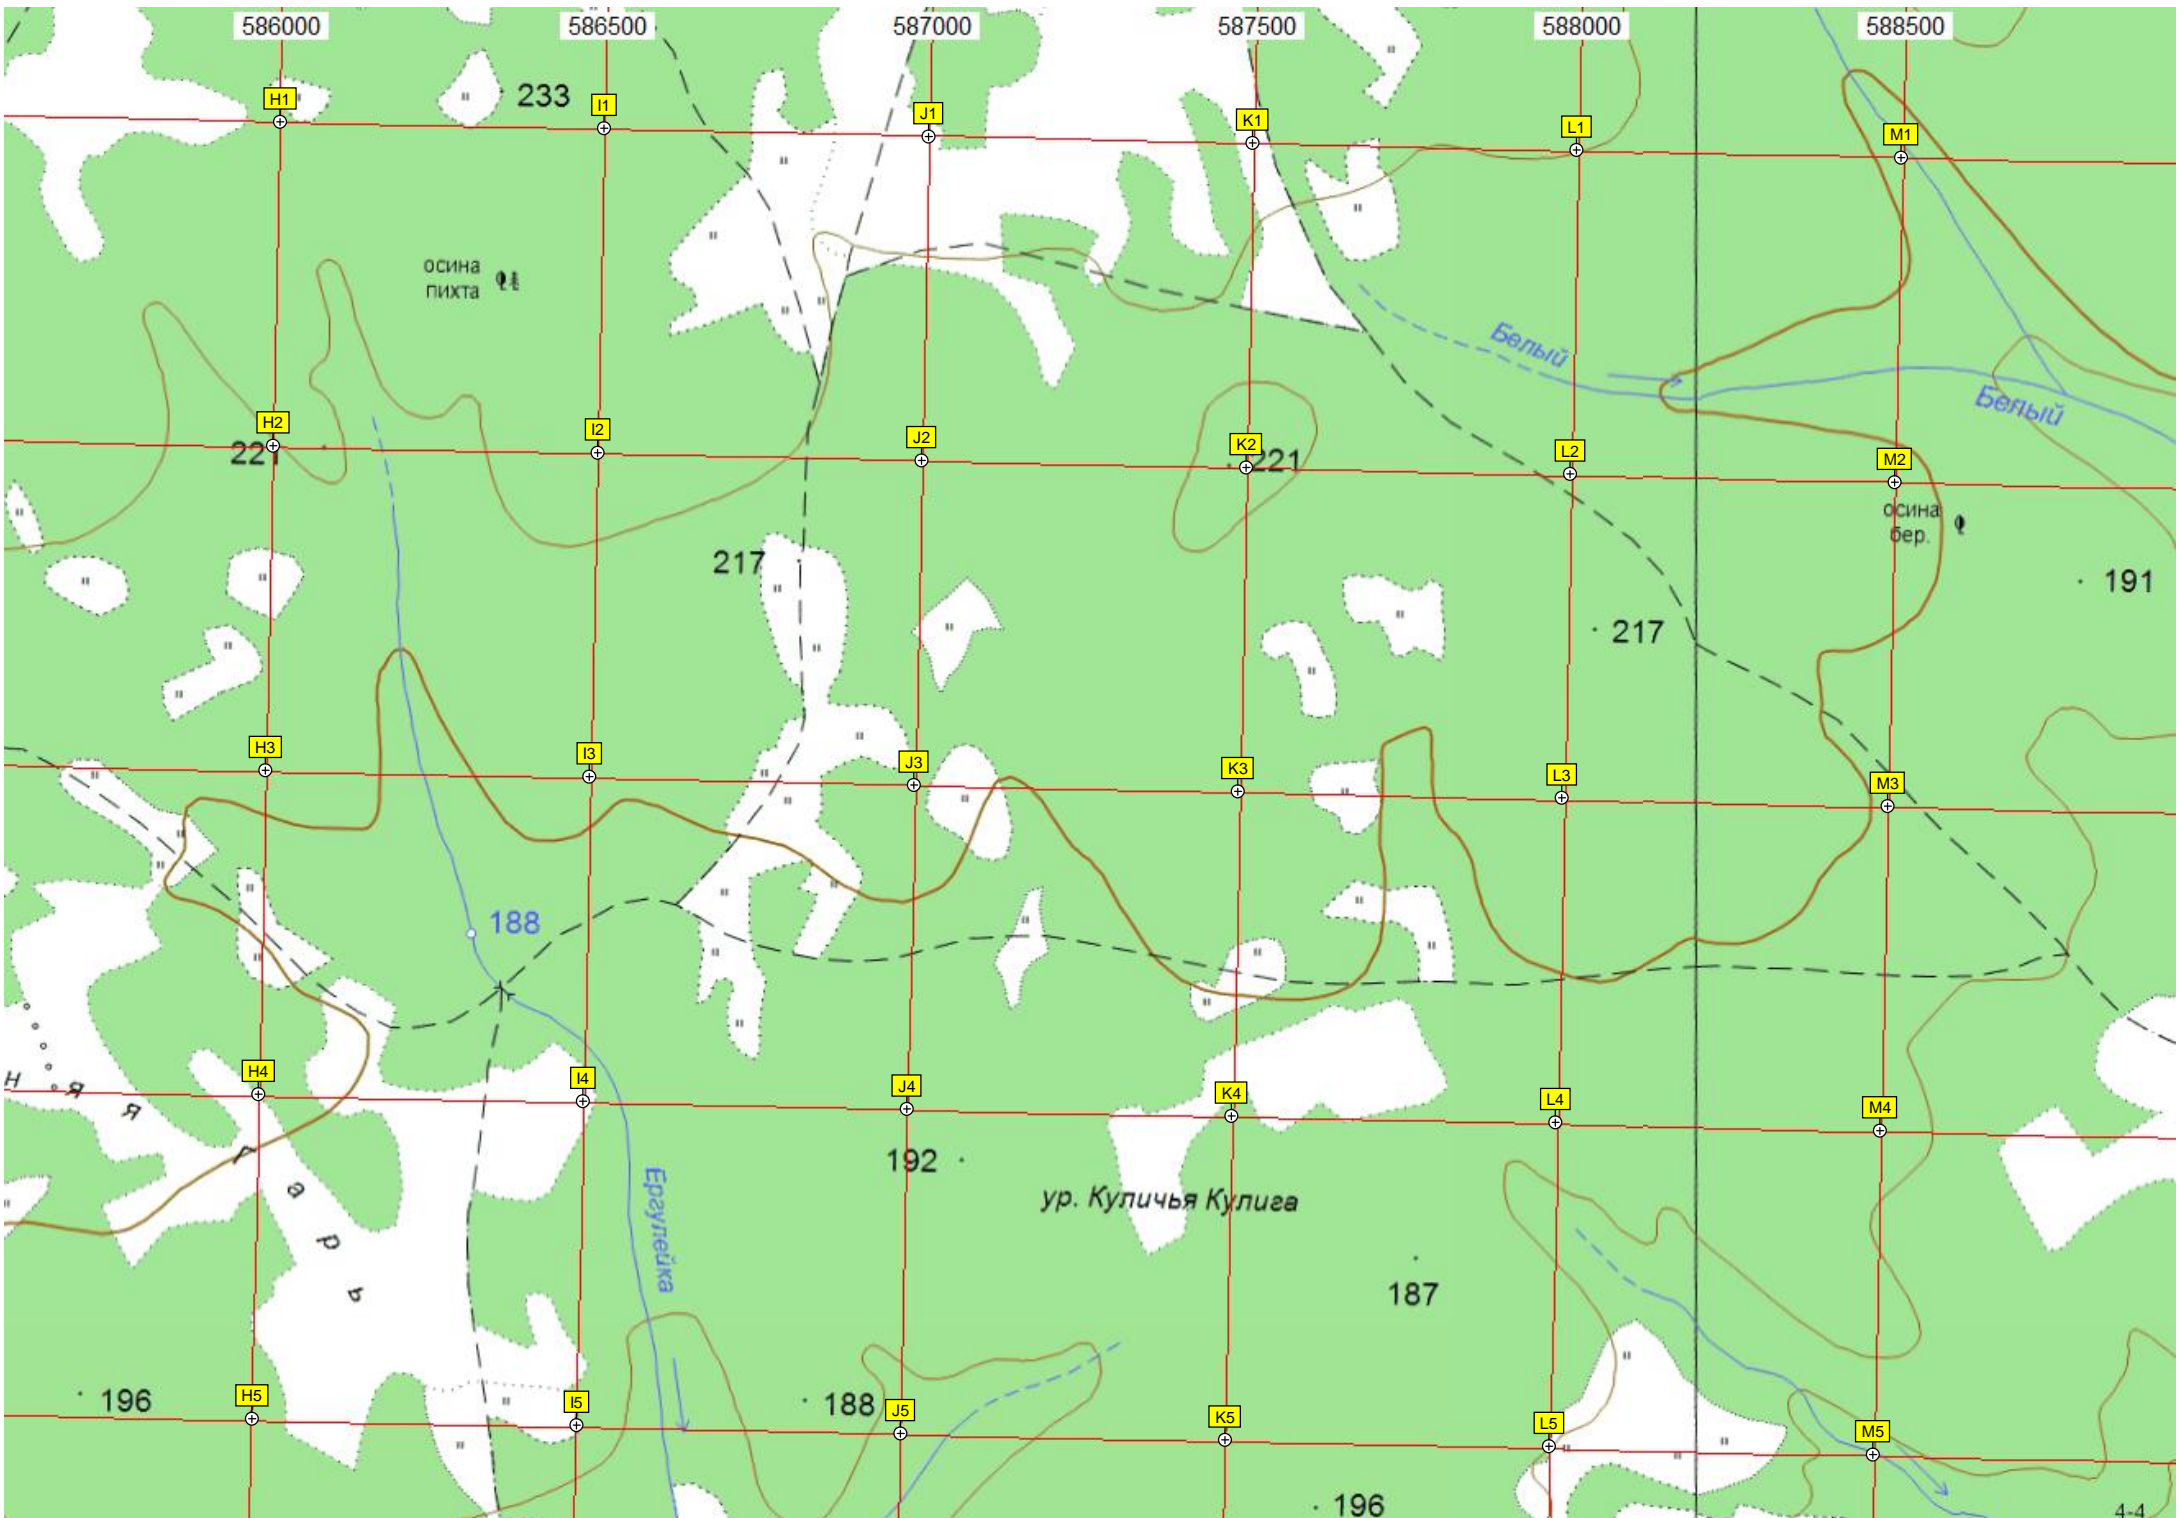 586000 586500 587000 587500 588000 588500
233
H1 I1 J1 K1 L1 M1
осина
пихта
Белый
Белый
H2 I2 J2 K2 L2 M2
221
осина
бер.
217
191
217
H3 I3 J3 K3 L3 M3
188
H4 I4 J4 K4 L4 M4
н я я Гарь
192
Ергулейка
ур. Куличья Кулига
187
196
188
H5 I5 J5 K5 L5 M5
196
4-4